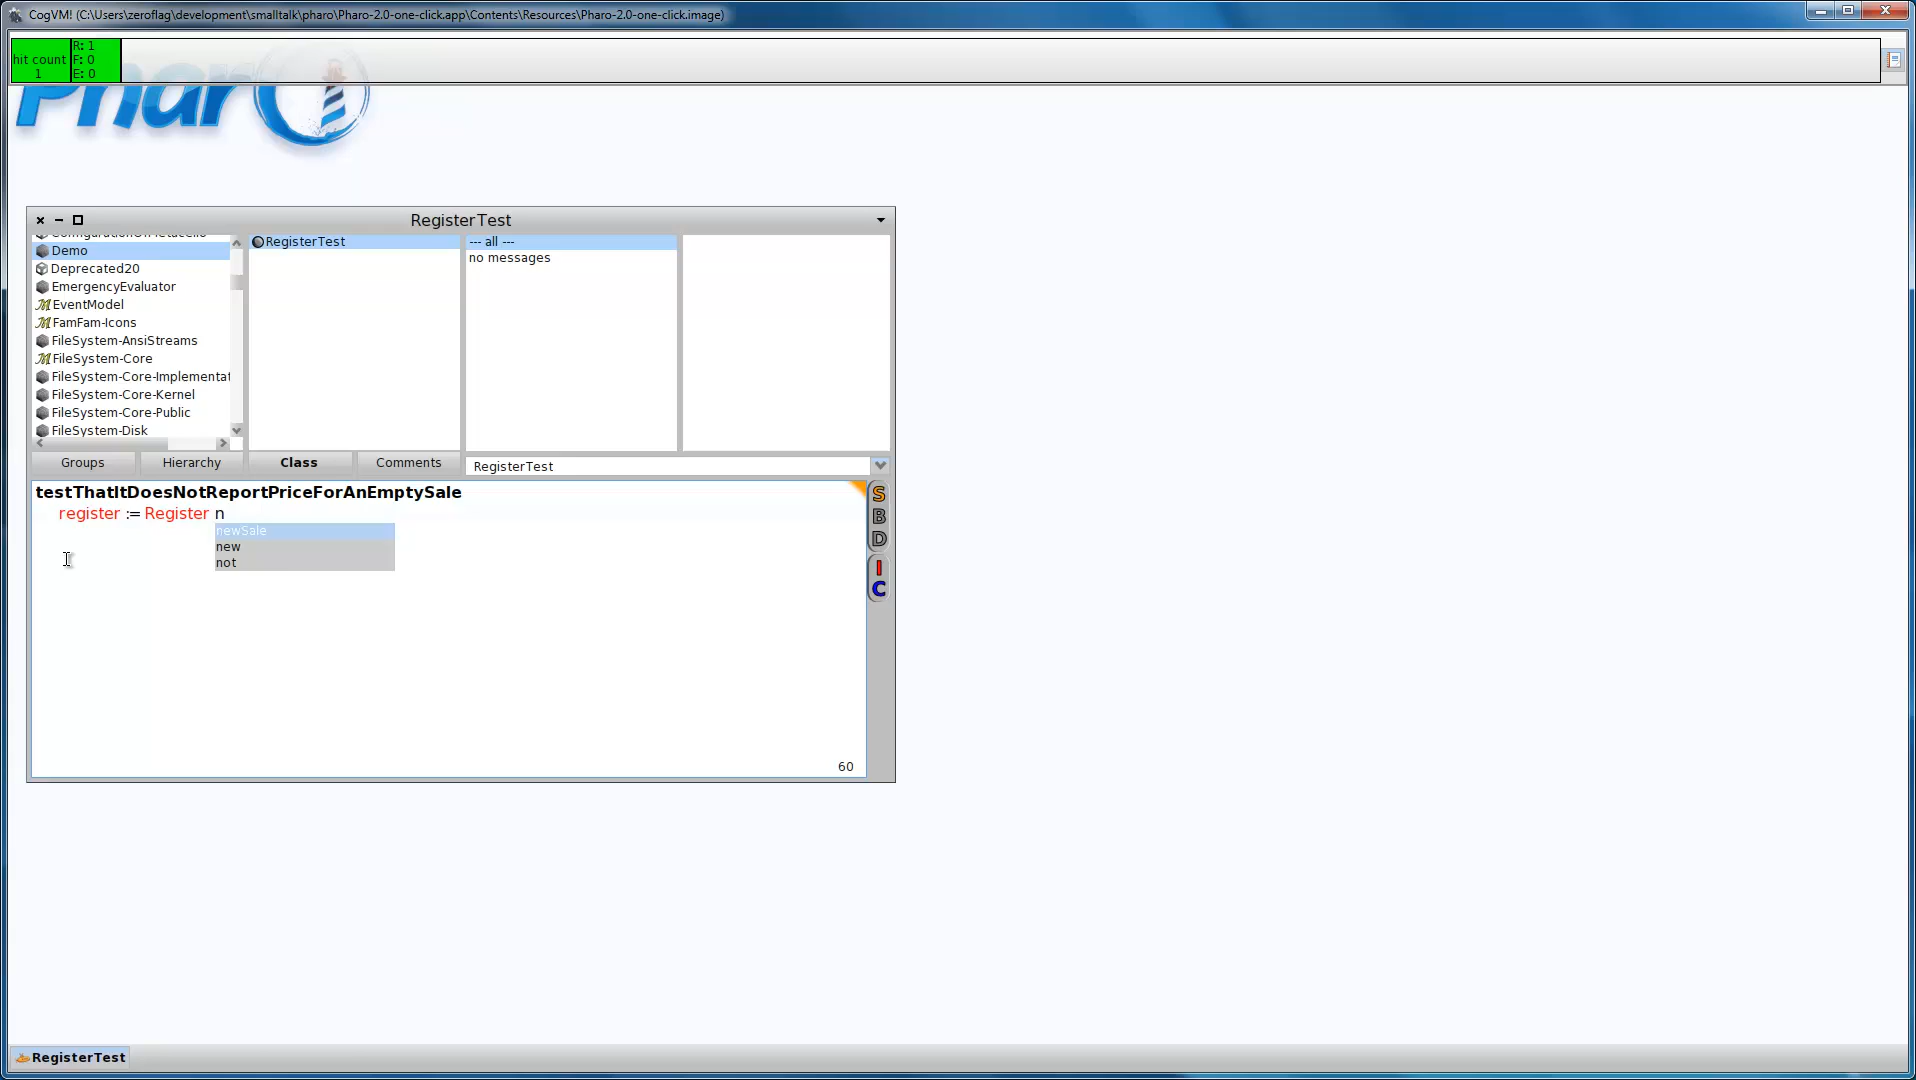 CogVM! (C:\Users\zeroflag\development\smalltalk\pharo\Pharo-2.0-one-click.app\Contents\Resources\Pharo-2.0-one-click.image)
hit count
1
R: 1
F: 0
E: 0
Pharo
RegisterTest
Demo
Deprecated20
EmergencyEvaluator
EventModel
FamFam-Icons
FileSystem-AnsiStreams
FileSystem-Core
FileSystem-Core-Implementat
FileSystem-Core-Kernel
FileSystem-Core-Public
FileSystem-Disk
RegisterTest
--- all ---
no messages
Groups
Hierarchy
Class
Comments
RegisterTest
testThatItDoesNotReportPriceForAnEmptySale
register := Register n
newSale
new
not
S
B
D
I
C
60
RegisterTest